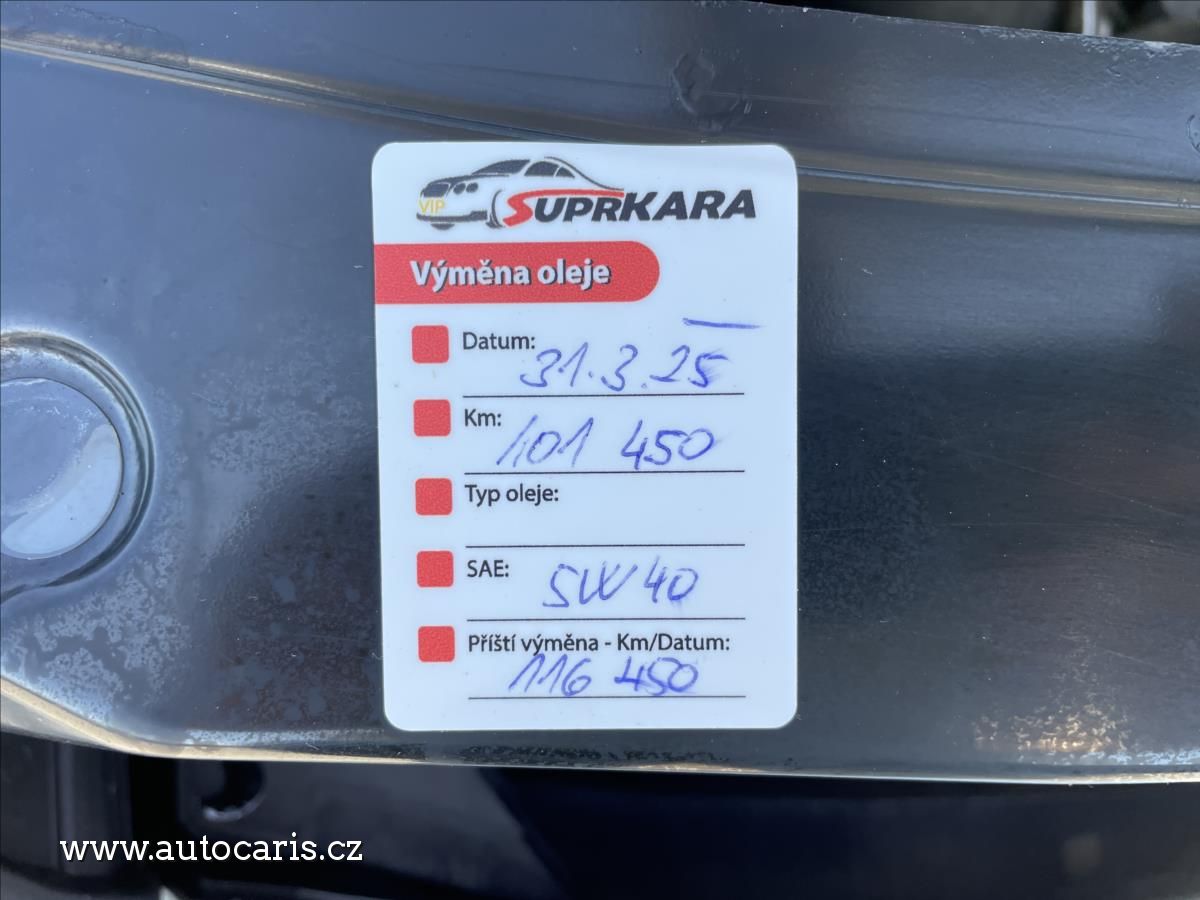 VIP
SUPRKARA
Výměna oleje
Datum: 31.3.25
Km: 101 450
Typ oleje:
SAE: 5W40
Příští výměna - Km/Datum:
116 450
www.autocaris.cz